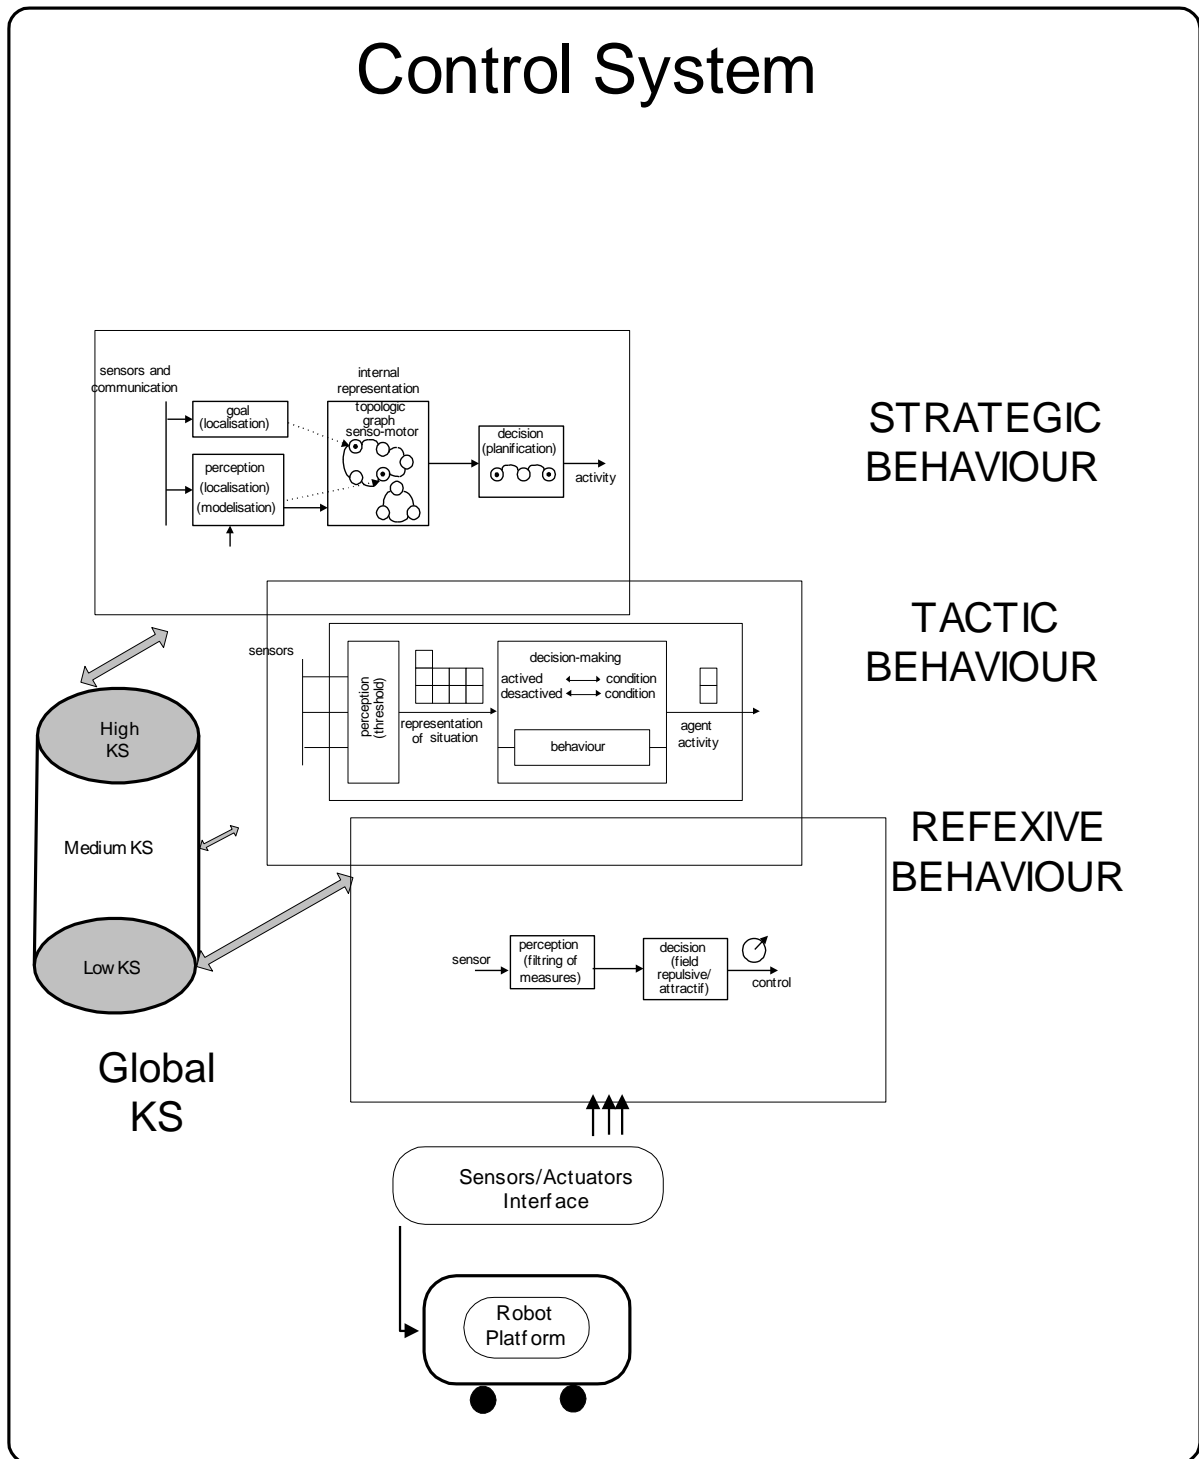 Control System
sensors and
communication
goal
(localisation)
perception
(localisation)
(modelisation)
internal
representation
topologic
graph
senso-motor
decision
(planification)
activity
STRATEGIC
BEHAVIOUR
sensors
perception
(threshold)
representation
of situation
decision-making
actived condition
desactived condition
behaviour
agent
activity
TACTIC
BEHAVIOUR
High
KS
Medium KS
Low KS
Global
KS
REFEXIVE
BEHAVIOUR
sensor
perception
(filtring of
measures)
decision
(field
repulsive/
attractif)
control
Sensors/Actuators
Interface
Robot
Platform